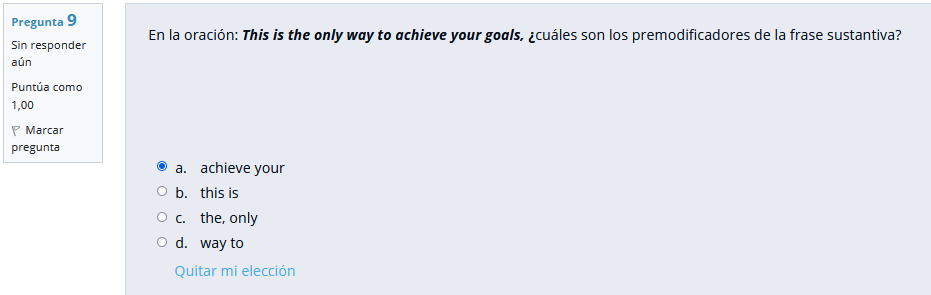 Pregunta 9
Sin responder
aún
Puntúa como
1,00
Marcar
pregunta
En la oración: This is the only way to achieve your goals, ¿cuáles son los premodificadores de la frase sustantiva?
a. achieve your
b. this is
c. the, only
d. way to
Quitar mi elección